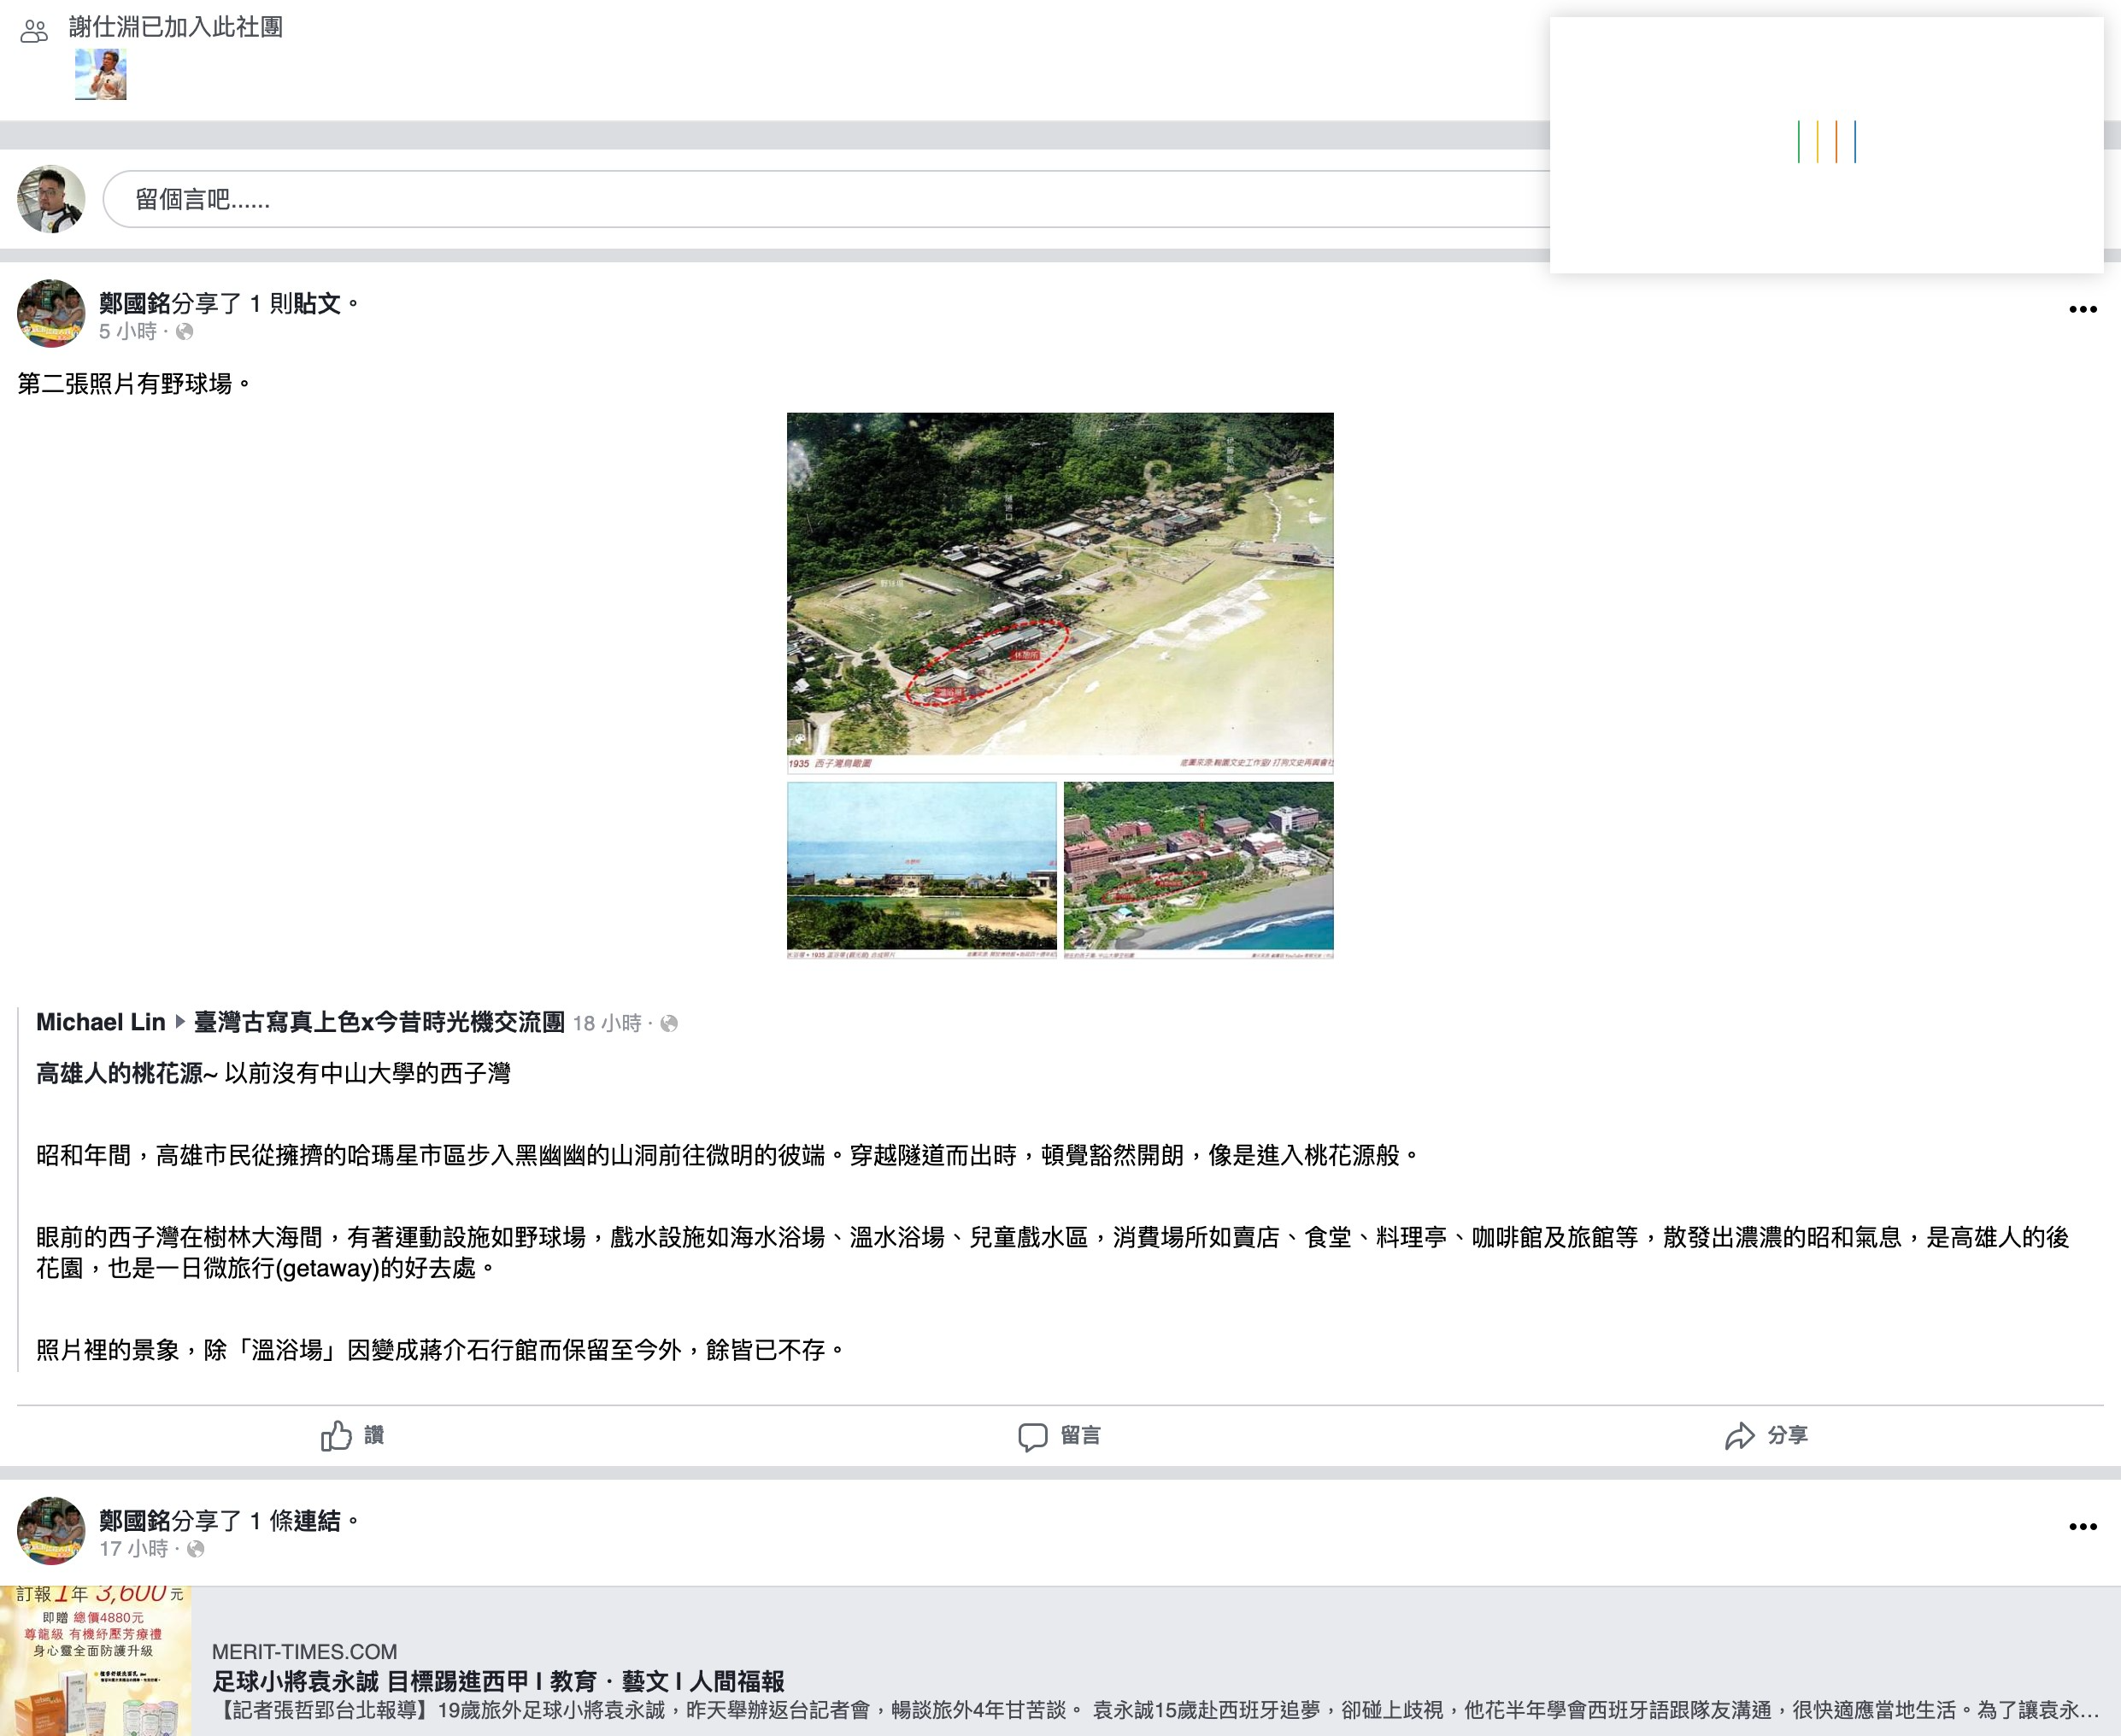 謝仕淵已加入此社團
留個言吧......
鄭國銘分享了 1 則貼文。
5 小時 ·
第二張照片有野球場。
野球場
休憩所
溫浴場
1935 西子灣鳥瞰圖
Michael Lin ▶ 臺灣古寫真上色x今昔時光機交流團 18 小時 ·
高雄人的桃花源~ 以前沒有中山大學的西子灣
昭和年間，高雄市民從擁擠的哈瑪星市區步入黑幽幽的山洞前往微明的彼端。穿越隧道而出時，頓覺豁然開朗，像是進入桃花源般。
眼前的西子灣在樹林大海間，有著運動設施如野球場，戲水設施如海水浴場、溫水浴場、兒童戲水區，消費場所如賣店、食堂、料理亭、咖啡館及旅館等，散發出濃濃的昭和氣息，是高雄人的後
花園，也是一日微旅行(getaway)的好去處。
照片裡的景象，除「溫浴場」因變成蔣介石行館而保留至今外，餘皆已不存。
讚 留言 分享
鄭國銘分享了 1 條連結。
17 小時 ·
訂報1年 3,600 元
即贈 總價4880元
尊龍級 有機紓壓芳療禮
身心靈全面防護升級
MERIT-TIMES.COM
足球小將袁永誠 目標踢進西甲 | 教育 · 藝文 | 人間福報
【記者張哲郢台北報導】19歲旅外足球小將袁永誠，昨天舉辦返台記者會，暢談旅外4年甘苦談。 袁永誠15歲赴西班牙追夢，卻碰上歧視，他花半年學會西班牙語跟隊友溝通，很快適應當地生活。為了讓袁永...